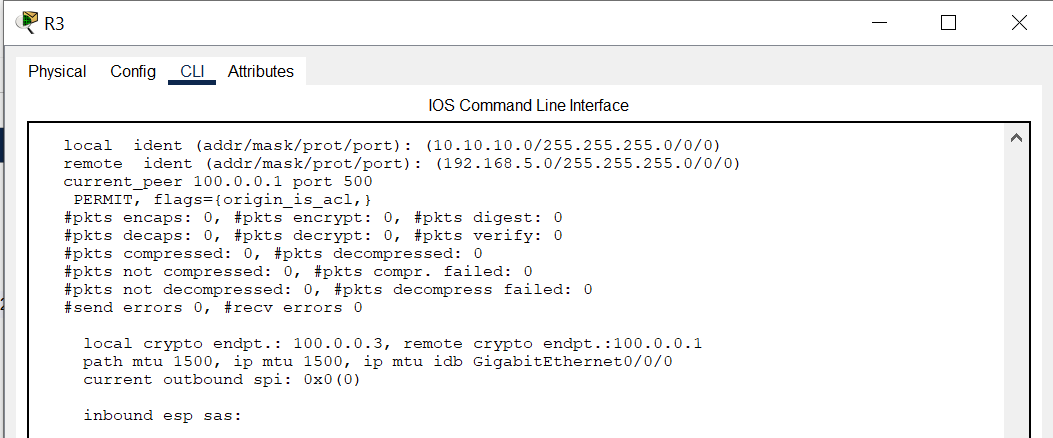 R3
Physical Config CLI Attributes
IOS Command Line Interface
local  ident (addr/mask/prot/port): (10.10.10.0/255.255.255.0/0/0)
remote  ident (addr/mask/prot/port): (192.168.5.0/255.255.255.0/0/0)
current_peer 100.0.0.1 port 500
PERMIT, flags={origin_is_acl,}
#pkts encaps: 0, #pkts encrypt: 0, #pkts digest: 0
#pkts decaps: 0, #pkts decrypt: 0, #pkts verify: 0
#pkts compressed: 0, #pkts decompressed: 0
#pkts not compressed: 0, #pkts compr. failed: 0
#pkts not decompressed: 0, #pkts decompress failed: 0
#send errors 0, #recv errors 0
local crypto endpt.: 100.0.0.3, remote crypto endpt.:100.0.0.1
path mtu 1500, ip mtu 1500, ip mtu idb GigabitEthernet0/0/0
current outbound spi: 0x0(0)
inbound esp sas: